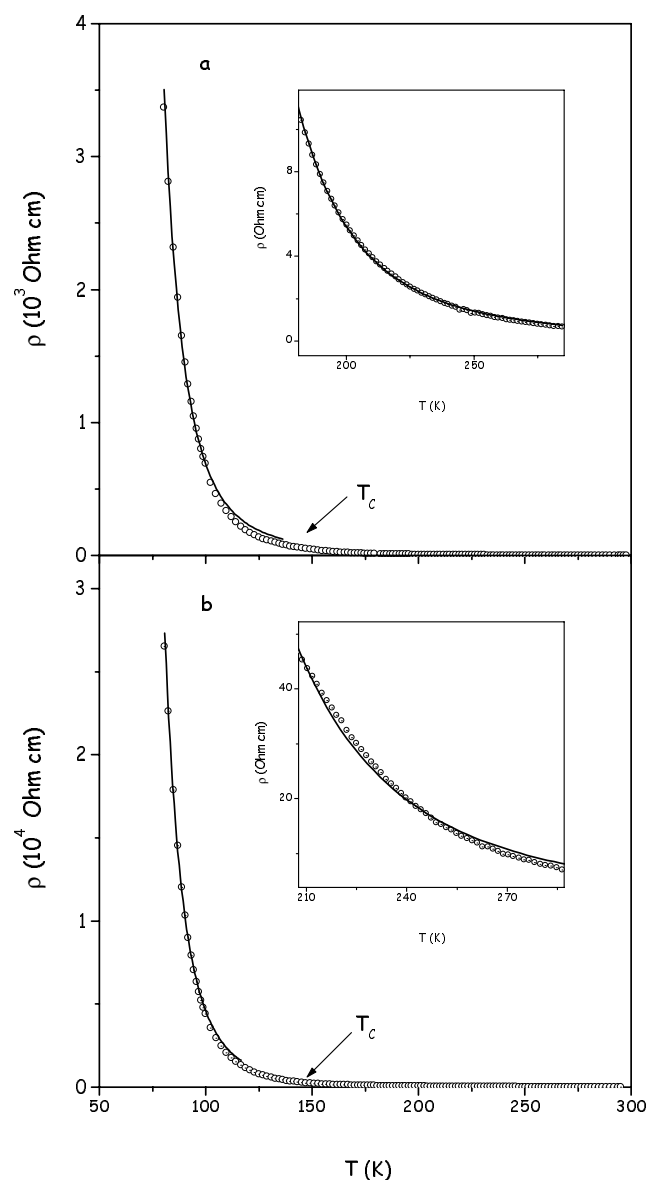 4
a
8
3
ρ (Ohm cm)
4
ρ (10³ Ohm cm)
2
0
200 250
T (K)
1
T_C
0
b
3
40
ρ (Ohm cm)
2
20
ρ (10⁴ Ohm cm)
210 240 270
1
T (K)
T_C
0
50 100 150 200 250 300
T (K)